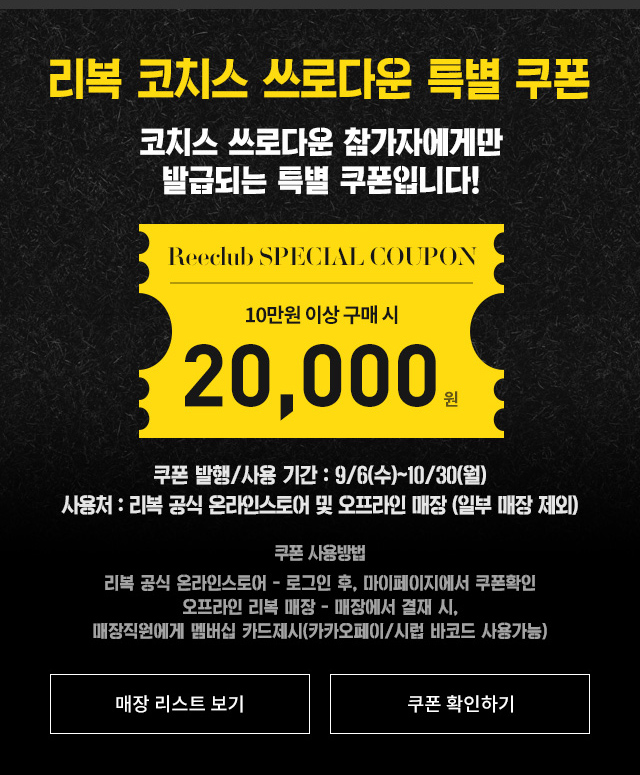 리복 코치스 쓰로다운 특별 쿠폰
코치스 쓰로다운 참가자에게만
발급되는 특별 쿠폰입니다!
Reeclub SPECIAL COUPON
10만원 이상 구매 시
20,000 원
쿠폰 발행/사용 기간 : 9/6(수)~10/30(월)
사용처 : 리복 공식 온라인스토어 및 오프라인 매장 (일부 매장 제외)
쿠폰 사용방법
리복 공식 온라인스토어 - 로그인 후, 마이페이지에서 쿠폰확인
오프라인 리복 매장 - 매장에서 결재 시,
매장직원에게 멤버십 카드제시(카카오페이/시럽 바코드 사용가능)
매장 리스트 보기
쿠폰 확인하기